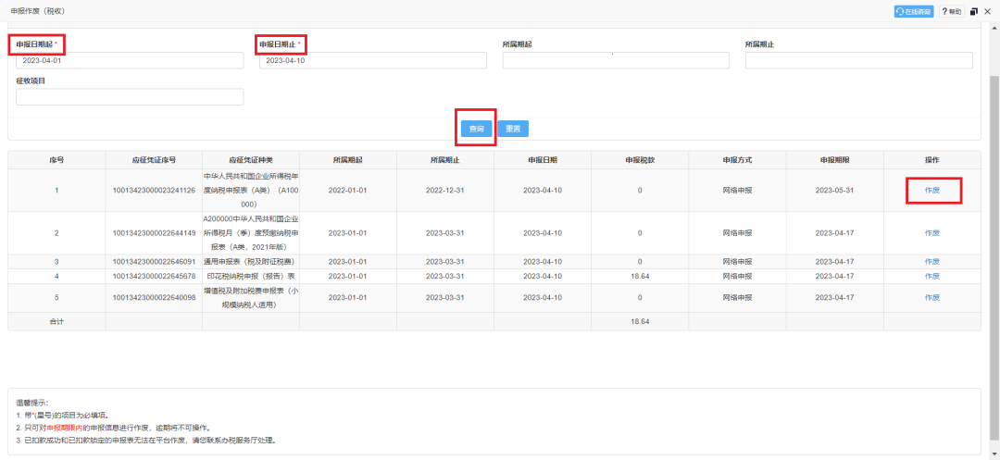 申报作废（税收）
在线咨询 ? 帮助
申报日期起 * 申报日期止 * 所属期起 所属期止
2023-04-01 2023-04-10
征收项目
查询 重置
序号 应征凭证序号 应征凭证种类 所属期起 所属期止 申报日期 申报税款 申报方式 申报期限 操作
中华人民共和国企业所得税年
1 10013423000023241126 度纳税申报表（A类）（A100 2022-01-01 2022-12-31 2023-04-10 0 网络申报 2023-05-31 作废
000）
A200000中华人民共和国企业
2 10013423000022644149 所得税月（季）度预缴纳税申 2023-01-01 2023-03-31 2023-04-10 0 网络申报 2023-04-17 作废
报表（A类，2021年版）
3 10013423000022646091 通用申报表（税及附征税费） 2023-01-01 2023-03-31 2023-04-10 0 网络申报 2023-04-17 作废
4 10013423000022645678 印花税纳税申报（报告）表 2023-01-01 2023-03-31 2023-04-10 18.64 网络申报 2023-04-17 作废
增值税及附加税费申报表（小
5 10013423000022640098 规模纳税人适用） 2023-01-01 2023-03-31 2023-04-10 0 网络申报 2023-04-17 作废
合计 18.64
温馨提示：
1. 带*(星号)的项目为必填项。
2. 只可对申报期限内的申报信息进行作废，逾期将不可操作。
3. 已扣款成功和已扣款锁定的申报表无法在平台作废，请您联系办税服务厅处理。